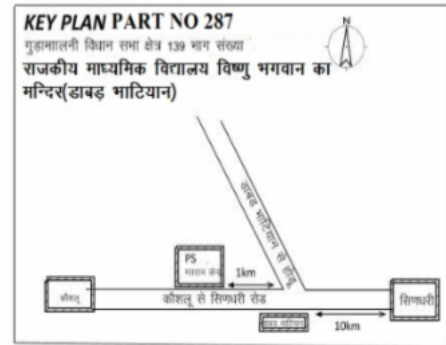 KEY PLAN PART NO 287
N
गुड़ामालनी विधान सभा क्षेत्र 139 भाग संख्या
राजकीय माध्यमिक विद्यालय विष्णु भगवान का
मन्दिर(डाबड़ भाटियान)
डाबड भाटियान से होडू
PS
1km
कौशलू
कौशलू से सिणधरी रोड
सिणधरी
10km